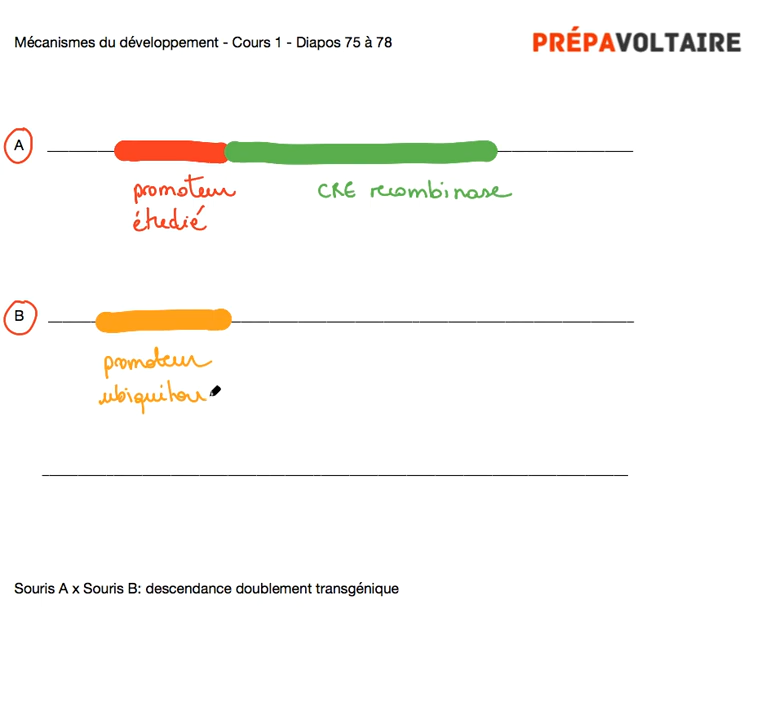 Mécanismes du développement - Cours 1 - Diapos 75 à 78
PRÉPAVOLTAIRE
A
promoteur
étudié
CRE recombinase
B
promoteur
ubiquitou
Souris A x Souris B: descendance doublement transgénique